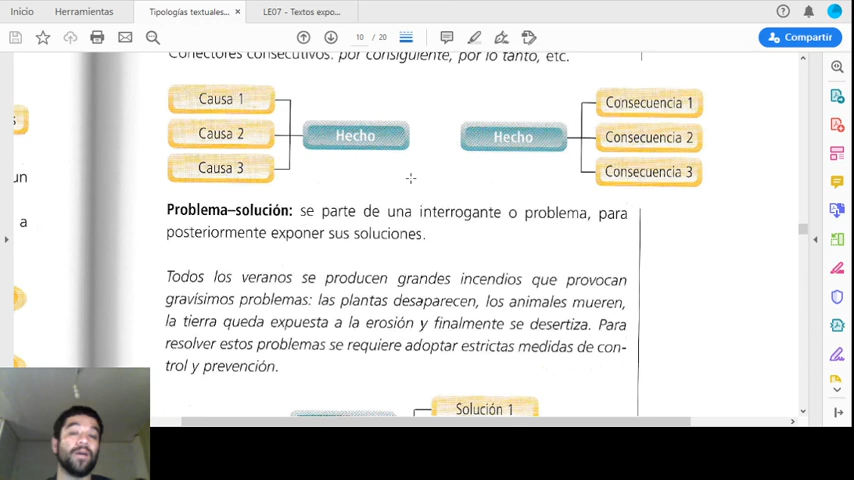 Inicio
Herramientas
Tipologías textuales...
×
LE07 - Textos expo...
10 / 20
Compartir
Conectores consecutivos: por consiguiente, por lo tanto, etc.
Causa 1
Causa 2
Causa 3
Hecho
Hecho
Consecuencia 1
Consecuencia 2
Consecuencia 3
un
a
Problema–solución: se parte de una interrogante o problema, para
posteriormente exponer sus soluciones.
Todos los veranos se producen grandes incendios que provocan
gravísimos problemas: las plantas desaparecen, los animales mueren,
la tierra queda expuesta a la erosión y finalmente se desertiza. Para
resolver estos problemas se requiere adoptar estrictas medidas de con-
trol y prevención.
Solución 1